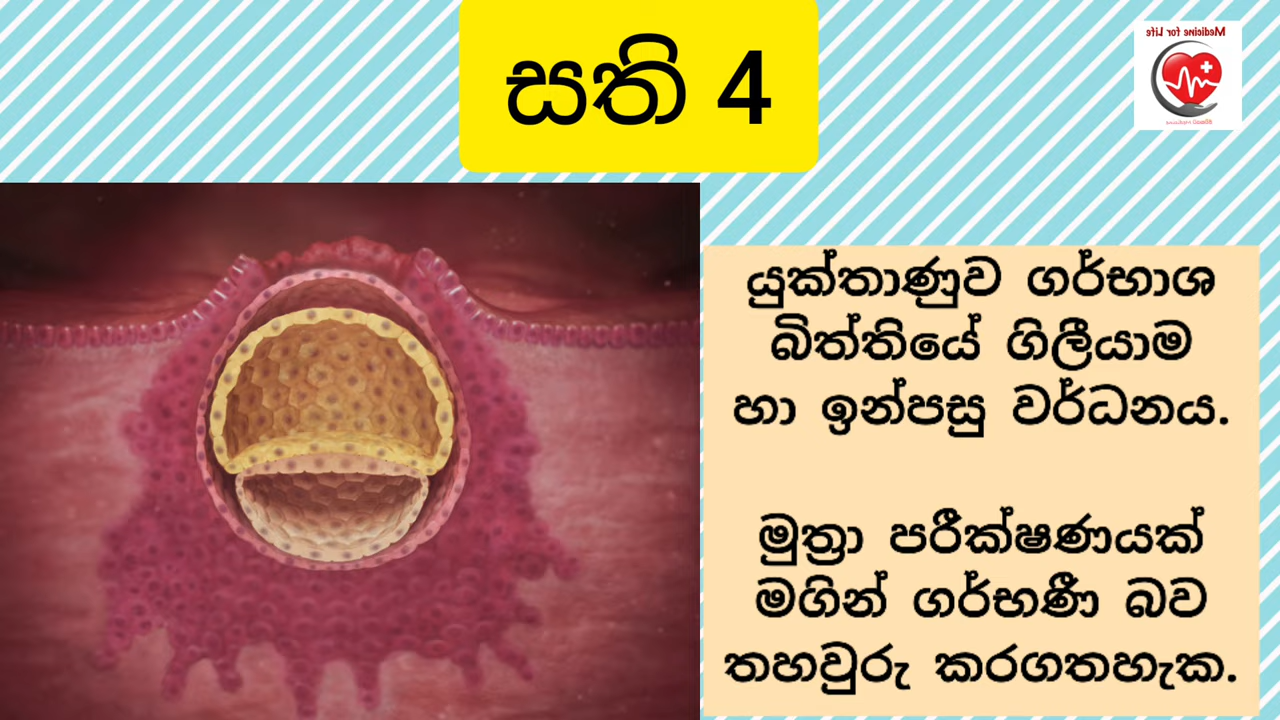 සති 4
Medicine for Life
යුක්තාණුව ගර්භාශ
බිත්තියේ ගිලීයාම
හා ඉන්පසු වර්ධනය.
මුත්‍රා පරීක්ෂණයක්
මගින් ගර්භණී බව
තහවුරු කරගතහැක.